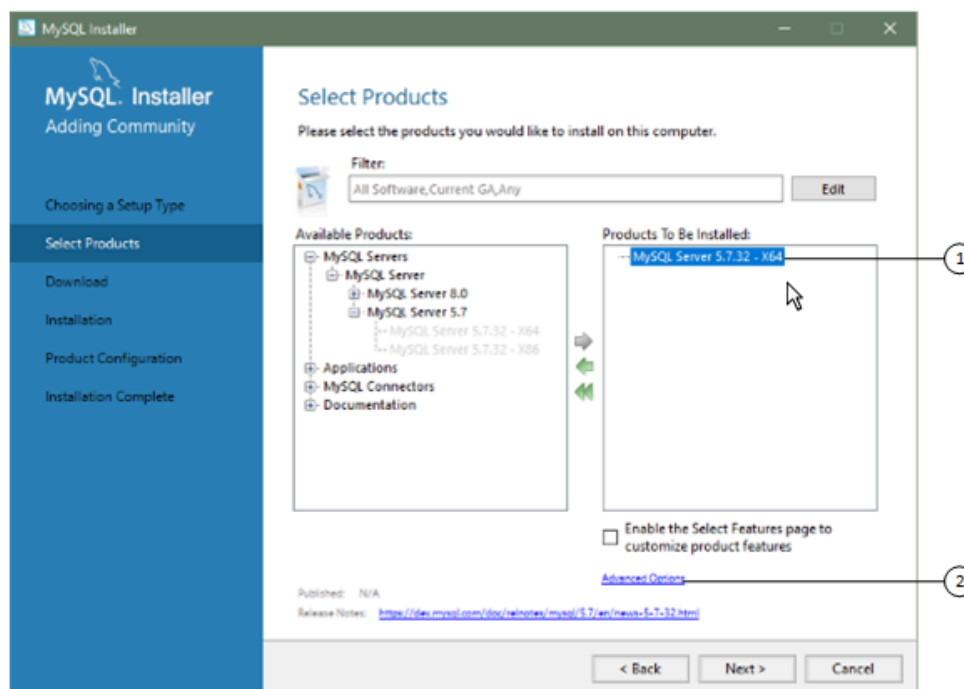 MySQL Installer
MySQL. Installer
Adding Community
Choosing a Setup Type
Select Products
Download
Installation
Product Configuration
Installation Complete
Select Products
Please select the products you would like to install on this computer.
Filter:
All Software,Current GA,Any
Edit
Available Products:
MySQL Servers
MySQL Server
MySQL Server 8.0
MySQL Server 5.7
MySQL Server 5.7.32 - X64
MySQL Server 5.7.32 - X86
Applications
MySQL Connectors
Documentation
Products To Be Installed:
MySQL Server 5.7.32 - X64
1
Enable the Select Features page to
customize product features
Advanced Options
2
Published: N/A
Release Notes: https://dev.mysql.com/doc/relnotes/mysql/5.7/en/news-5-7-32.html
< Back
Next >
Cancel